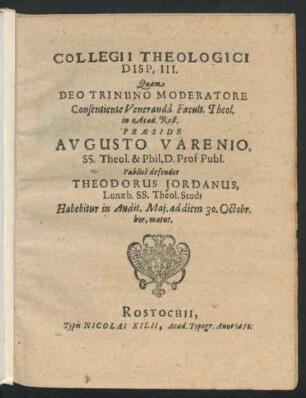 COLLEGII THEOLOGICI
DISP. III.
Quam
DEO TRINUNO MODERATORE
Consentiente Venerandâ Facult. Theol.
in Acad. Rost.
PRÆSIDE
AVGUSTO VARENIO,
SS. Theol. & Phil. D. Prof Publ.
Publicè defendet
THEODORUS JORDANUS,
Lunæb. SS. Theol. Stud:
Habebitur in Audit. Maj. ad diem 30. Octobr.
hor. matut.
ROSTOCHII,
Typis NICOLAI KILII, Acad. Typogr. Anno